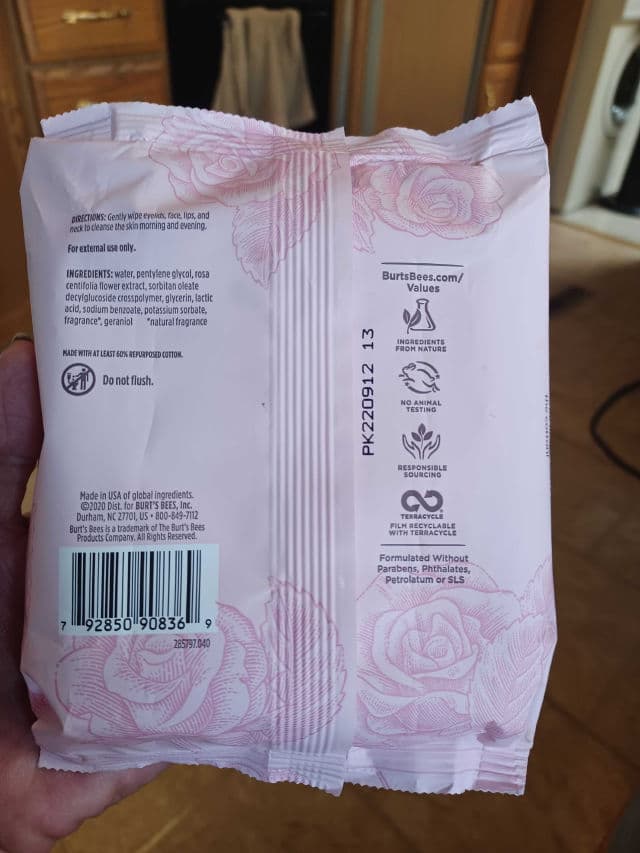 DIRECTIONS: Gently wipe eyelids, face, lips, and
neck to cleanse the skin morning and evening.
For external use only.
INGREDIENTS: water, pentylene glycol, rosa
centifolia flower extract, sorbitan oleate
decylglucoside crosspolymer, glycerin, lactic
acid, sodium benzoate, potassium sorbate,
fragrance*, geraniol *natural fragrance
MADE WITH AT LEAST 60% REPURPOSED COTTON.
Do not flush.
Made in USA of global ingredients.
©2020 Dist. for BURT'S BEES, Inc.
Durham, NC 27701, US • 800-849-7112
Burt's Bees is a trademark of The Burt's Bees
Products Company. All Rights Reserved.
7 92850 90836 9
285797.040
PK220912 13
BurtsBees.com/
Values
INGREDIENTS
FROM NATURE
NO ANIMAL
TESTING
RESPONSIBLE
SOURCING
TERRACYCLE
FILM RECYCLABLE
WITH TERRACYCLE
Formulated Without
Parabens, Phthalates,
Petrolatum or SLS